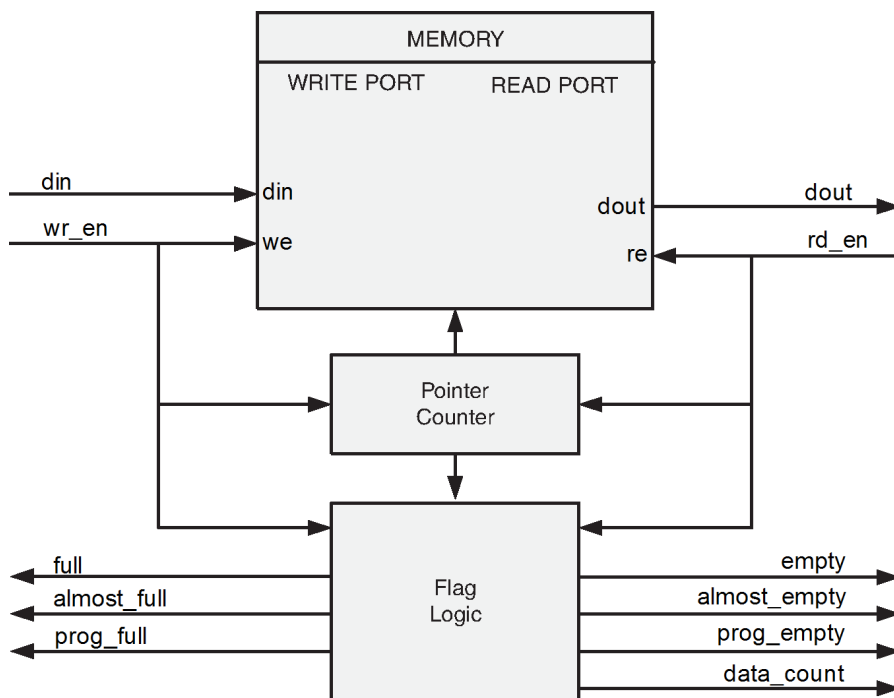 MEMORY
WRITE PORT READ PORT
din din
dout dout
wr_en we
re rd_en
Pointer
Counter
full empty
Flag
Logic
almost_full almost_empty
prog_full prog_empty
data_count